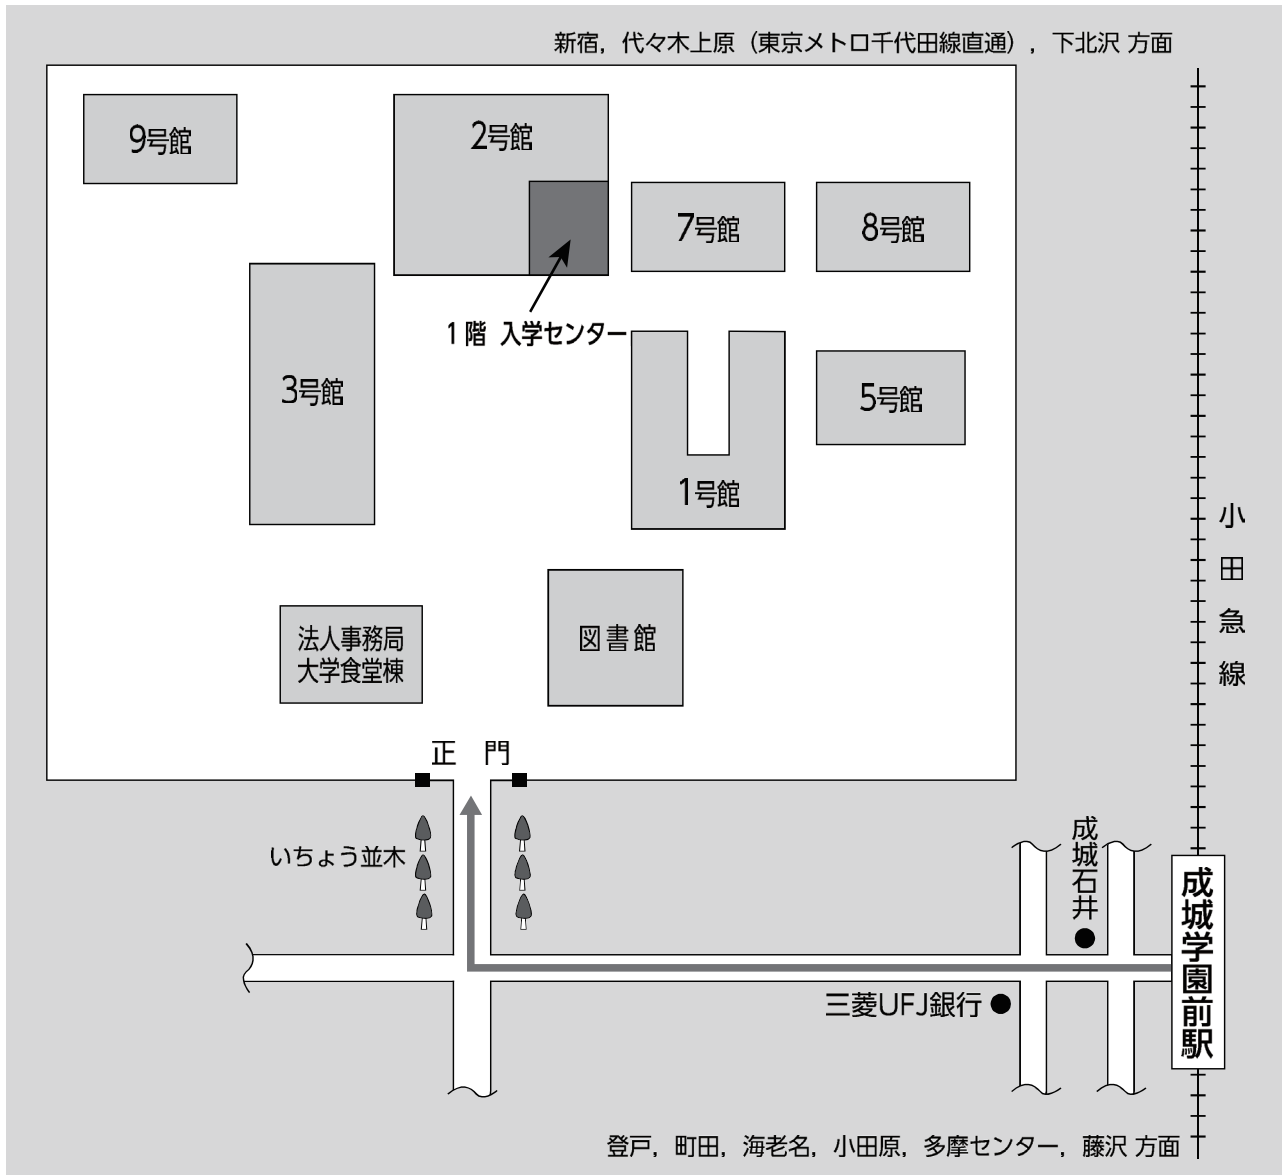 新宿，代々木上原（東京メトロ千代田線直通），下北沢 方面
9号館
2号館
7号館
8号館
1階 入学センター
3号館
5号館
1号館
小田急線
法人事務局
大学食堂棟
図書館
正 門
いちょう並木
成城石井
成城学園前駅
三菱UFJ銀行
登戸，町田，海老名，小田原，多摩センター，藤沢 方面